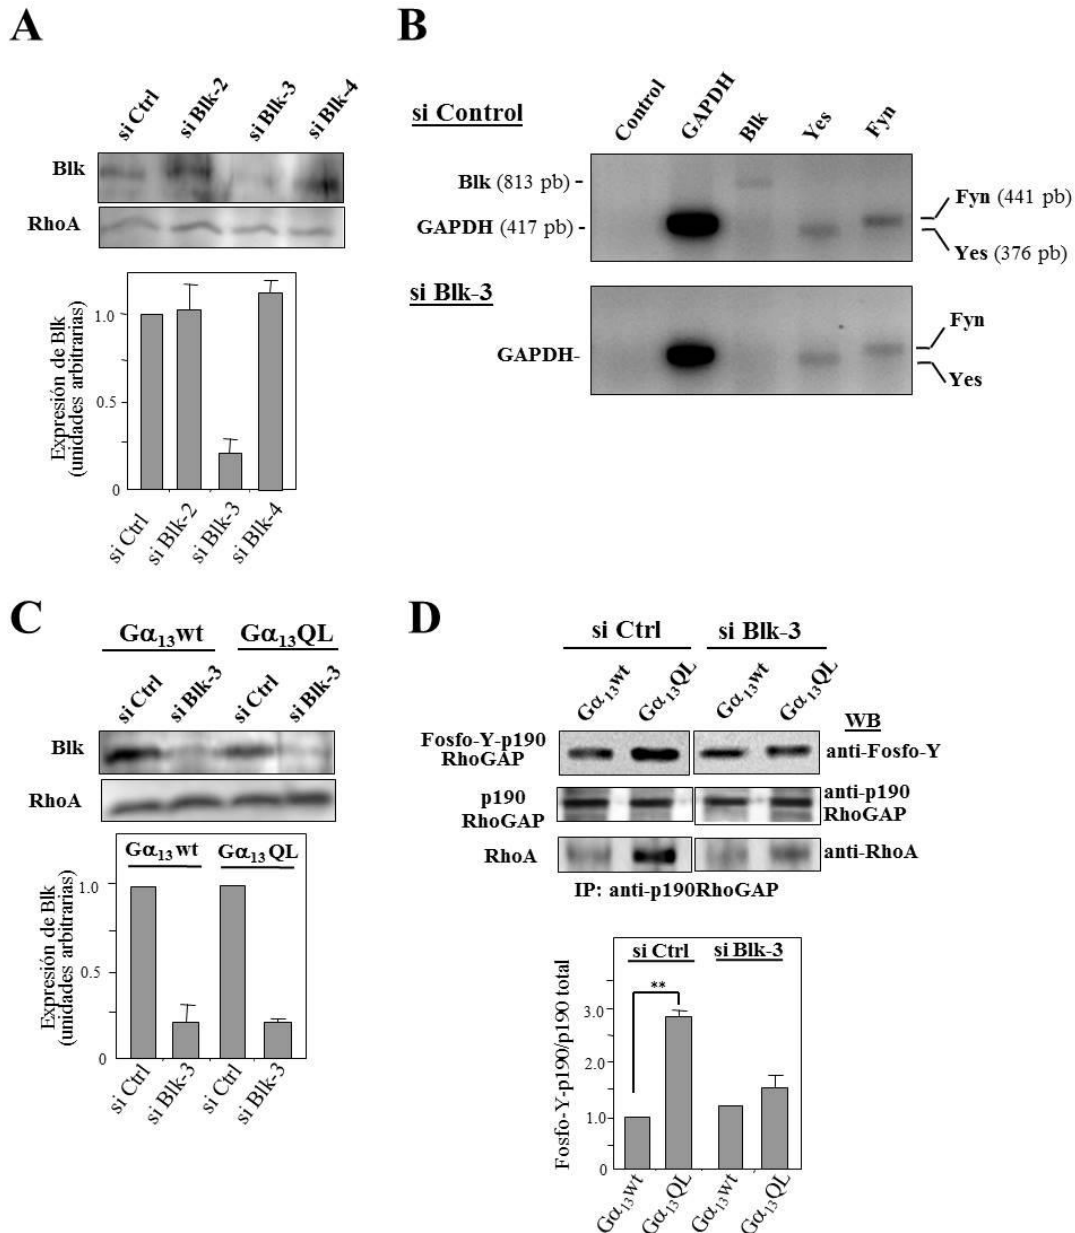 A
si Ctrl
si Blk-2
si Blk-3
si Blk-4
Blk
RhoA
Expresión de Blk
(unidades arbitrarias)
1.0
0.5
0
si Ctrl
si Blk-2
si Blk-3
si Blk-4
B
si Control
Control
GAPDH
Blk
Yes
Fyn
Blk (813 pb) -
GAPDH (417 pb) -
Fyn (441 pb)
Yes (376 pb)
si Blk-3
GAPDH-
Fyn
Yes
C
Gα13wt Gα13QL
si Ctrl
si Blk-3
si Ctrl
si Blk-3
Blk
RhoA
Expresión de Blk
(unidades arbitrarias)
Gα13wt Gα13QL
1.0
0.5
0
si Ctrl
si Blk-3
si Ctrl
si Blk-3
D
si Ctrl si Blk-3
Gα13wt
Gα13QL
Gα13wt
Gα13QL
WB
Fosfo-Y-p190
RhoGAP
anti-Fosfo-Y
p190
RhoGAP
anti-p190
RhoGAP
RhoA
anti-RhoA
IP: anti-p190RhoGAP
Fosfo-Y-p190/p190 total
si Ctrl si Blk-3
**
3.0
2.0
1.0
0
Gα13wt
Gα13QL
Gα13wt
Gα13QL